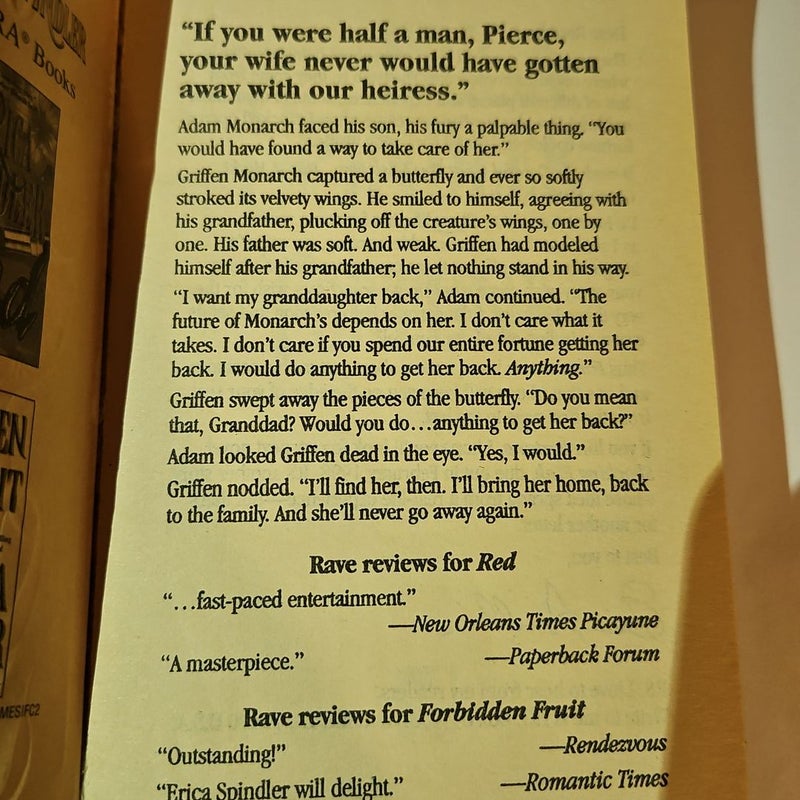 RA® Books
"If you were half a man, Pierce,
your wife never would have gotten
away with our heiress."
Adam Monarch faced his son, his fury a palpable thing. "You
would have found a way to take care of her."
Griffen Monarch captured a butterfly and ever so softly
stroked its velvety wings. He smiled to himself, agreeing with
his grandfather, plucking off the creature's wings, one by
one. His father was soft. And weak. Griffen had modeled
himself after his grandfather; he let nothing stand in his way.
"I want my granddaughter back," Adam continued. "The
future of Monarch's depends on her. I don't care what it
takes. I don't care if you spend our entire fortune getting her
back. I would do anything to get her back. Anything."
Griffen swept away the pieces of the butterfly. "Do you mean
that, Granddad? Would you do…anything to get her back?"
Adam looked Griffen dead in the eye. "Yes, I would."
Griffen nodded. "I'll find her, then. I'll bring her home, back
to the family. And she'll never go away again."
Rave reviews for Red
"…fast-paced entertainment."
—New Orleans Times Picayune
"A masterpiece." —Paperback Forum
Rave reviews for Forbidden Fruit
"Outstanding!" —Rendezvous
"Erica Spindler will delight." —Romantic Times